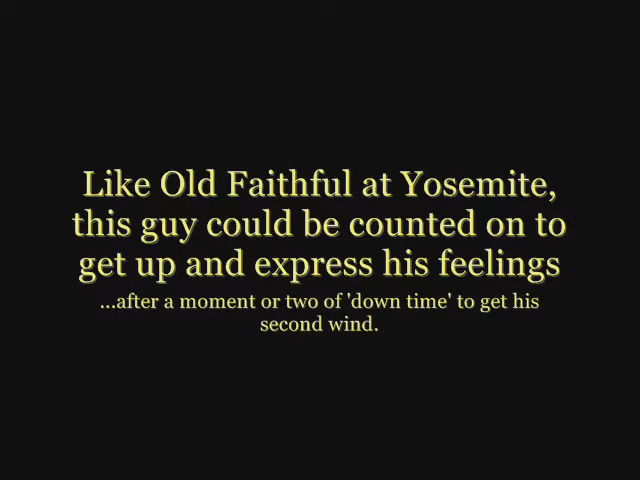 Like Old Faithful at Yosemite,
this guy could be counted on to
get up and express his feelings
...after a moment or two of 'down time' to get his
second wind.